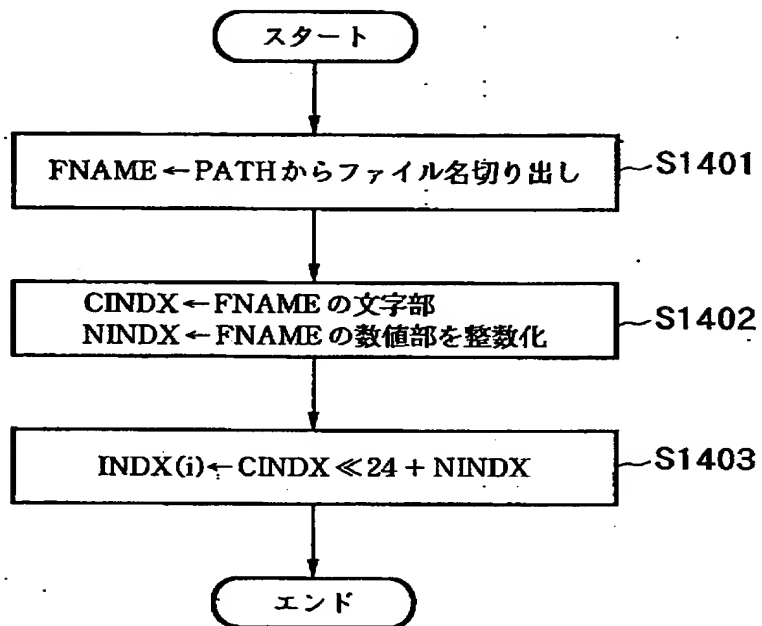 スタート
FNAME←PATHからファイル名切り出し
S1401
CINDX←FNAMEの文字部
NINDX←FNAMEの数値部を整数化
S1402
INDX(i)←CINDX≪24+NINDX
S1403
エンド